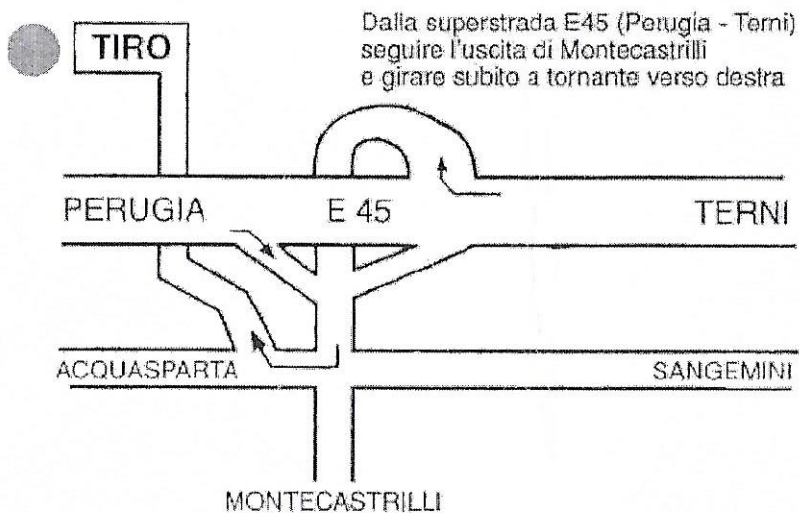 TIRO
Dalla superstrada E45 (Perugia - Terni)
seguire l'uscita di Montecastrilli
e girare subito a tornante verso destra
PERUGIA
E 45
TERNI
ACQUASPARTA
SANGEMINI
MONTECASTRILLI